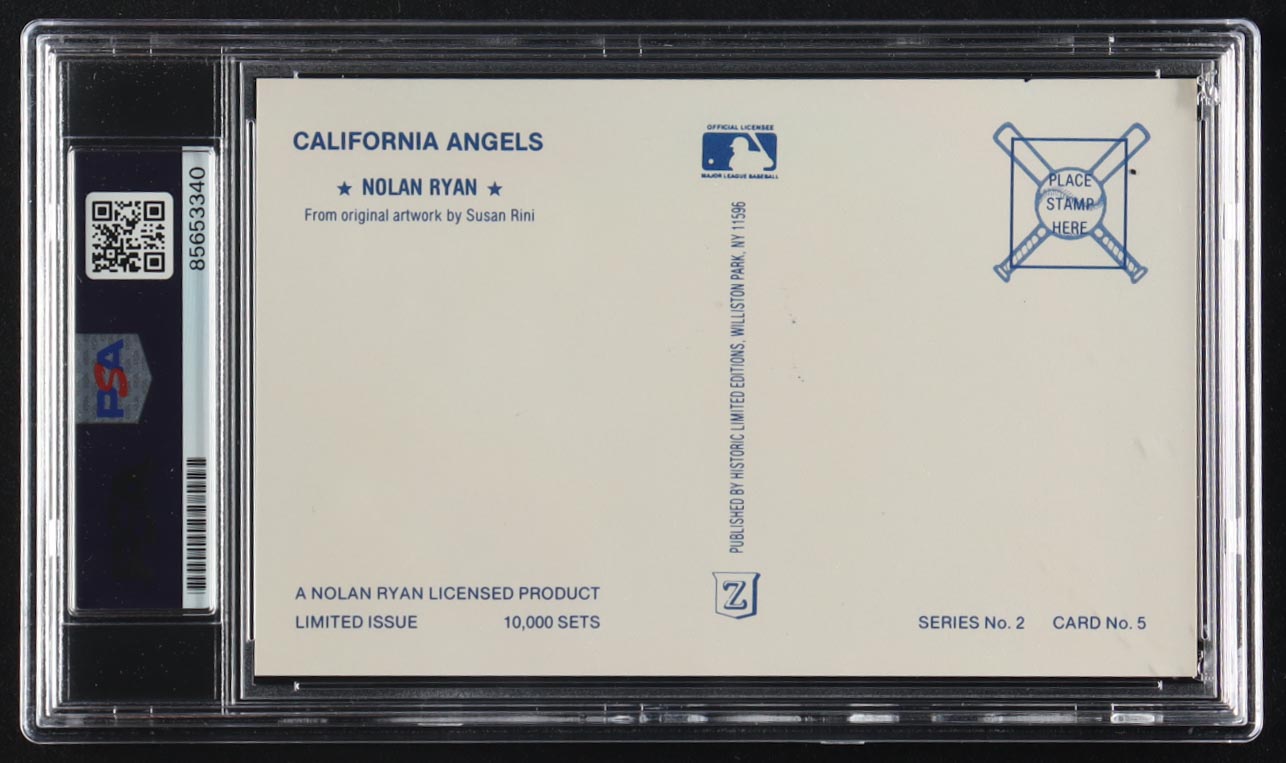 85653340
PSA
CALIFORNIA ANGELS
★ NOLAN RYAN ★
From original artwork by Susan Rini
OFFICIAL LICENSEE
MAJOR LEAGUE BASEBALL
PUBLISHED BY HISTORIC LIMITED EDITIONS, WILLISTON PARK, NY 11596
PLACE
STAMP
HERE
A NOLAN RYAN LICENSED PRODUCT
LIMITED ISSUE 10,000 SETS
Z
SERIES No. 2 CARD No. 5